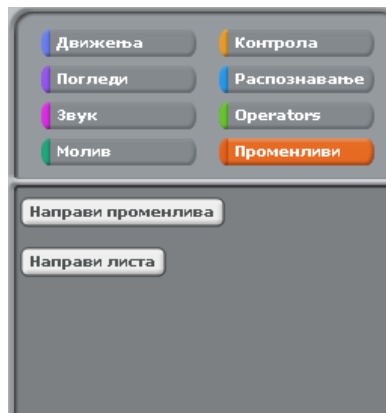 Движења Контрола
Погледи Распознавање
Звук Operators
Молив Променливи
Направи променлива
Направи листа